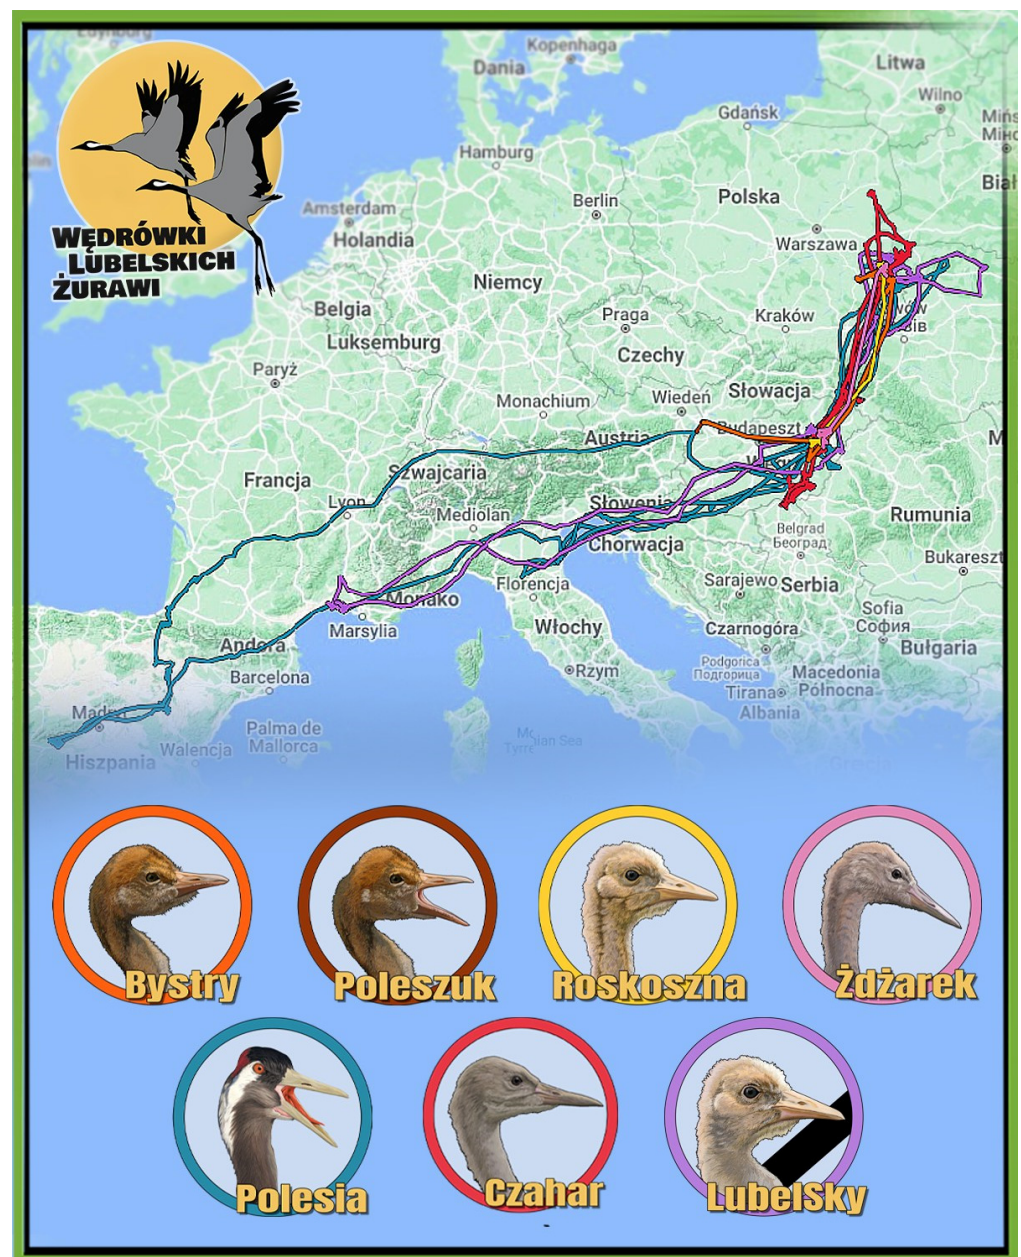 Kopenhaga
Dania
Litwa
Wilno
Gdańsk
Hamburg
Berlin
Polska
Amsterdam
Holandia
Warszawa
WĘDRÓWKI
LUBELSKICH
ŻURAWI
Niemcy
Belgia
Praga
Kraków
Luksemburg
Czechy
Paryż
Słowacja
Wiedeń
Monachium
Budapeszt
Austria
Szwajcaria
Francja
Lyon
Słowenia
Mediolan
Rumunia
Belgrad
Београд
Chorwacja
Bukareszt
Florencja
Sarajewo
Serbia
Monako
Marsylia
Włochy
Czarnogóra
Sofia
София
Bułgaria
Andora
Barcelona
Rzym
Podgorica
Подгорица
Macedonia
Północna
Tirana
Albania
Palma de
Mallorca
Walencja
Hiszpania
Bystry
Poleszuk
Roskoszna
Żdżarek
Polesia
Czahar
LubelSky